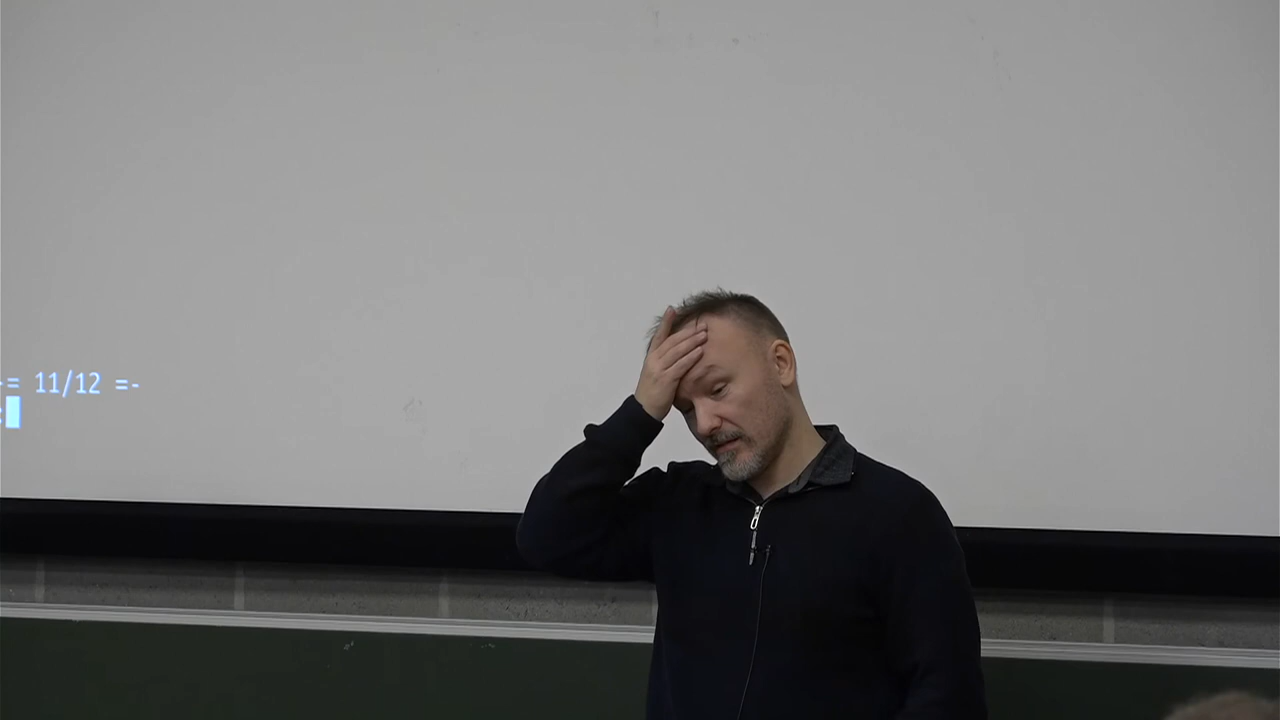 = 11/12 =-